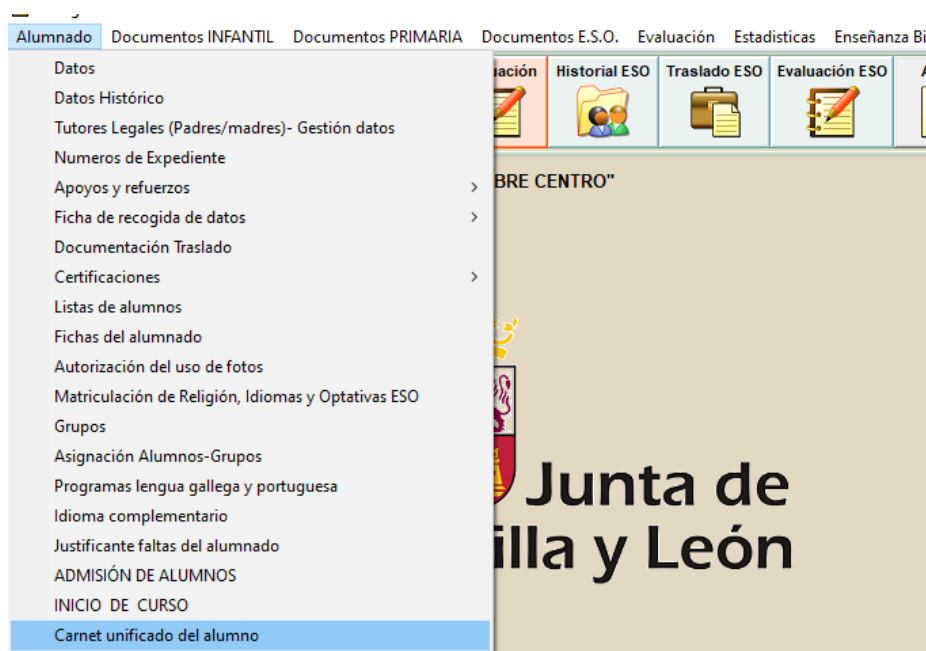 Alumnado Documentos INFANTIL Documentos PRIMARIA Documentos E.S.O. Evaluación Estadisticas Enseñanza Bi
Historial ESO Traslado ESO Evaluación ESO
Datos
Datos Histórico
Tutores Legales (Padres/madres)- Gestión datos
Numeros de Expediente
Apoyos y refuerzos
Ficha de recogida de datos
Documentación Traslado
Certificaciones
Listas de alumnos
Fichas del alumnado
Autorización del uso de fotos
Matriculación de Religión, Idiomas y Optativas ESO
Grupos
Asignación Alumnos-Grupos
Programas lengua gallega y portuguesa
Idioma complementario
Justificante faltas del alumnado
ADMISIÓN DE ALUMNOS
INICIO DE CURSO
Carnet unificado del alumno
BRE CENTRO"
Junta de
illa y León